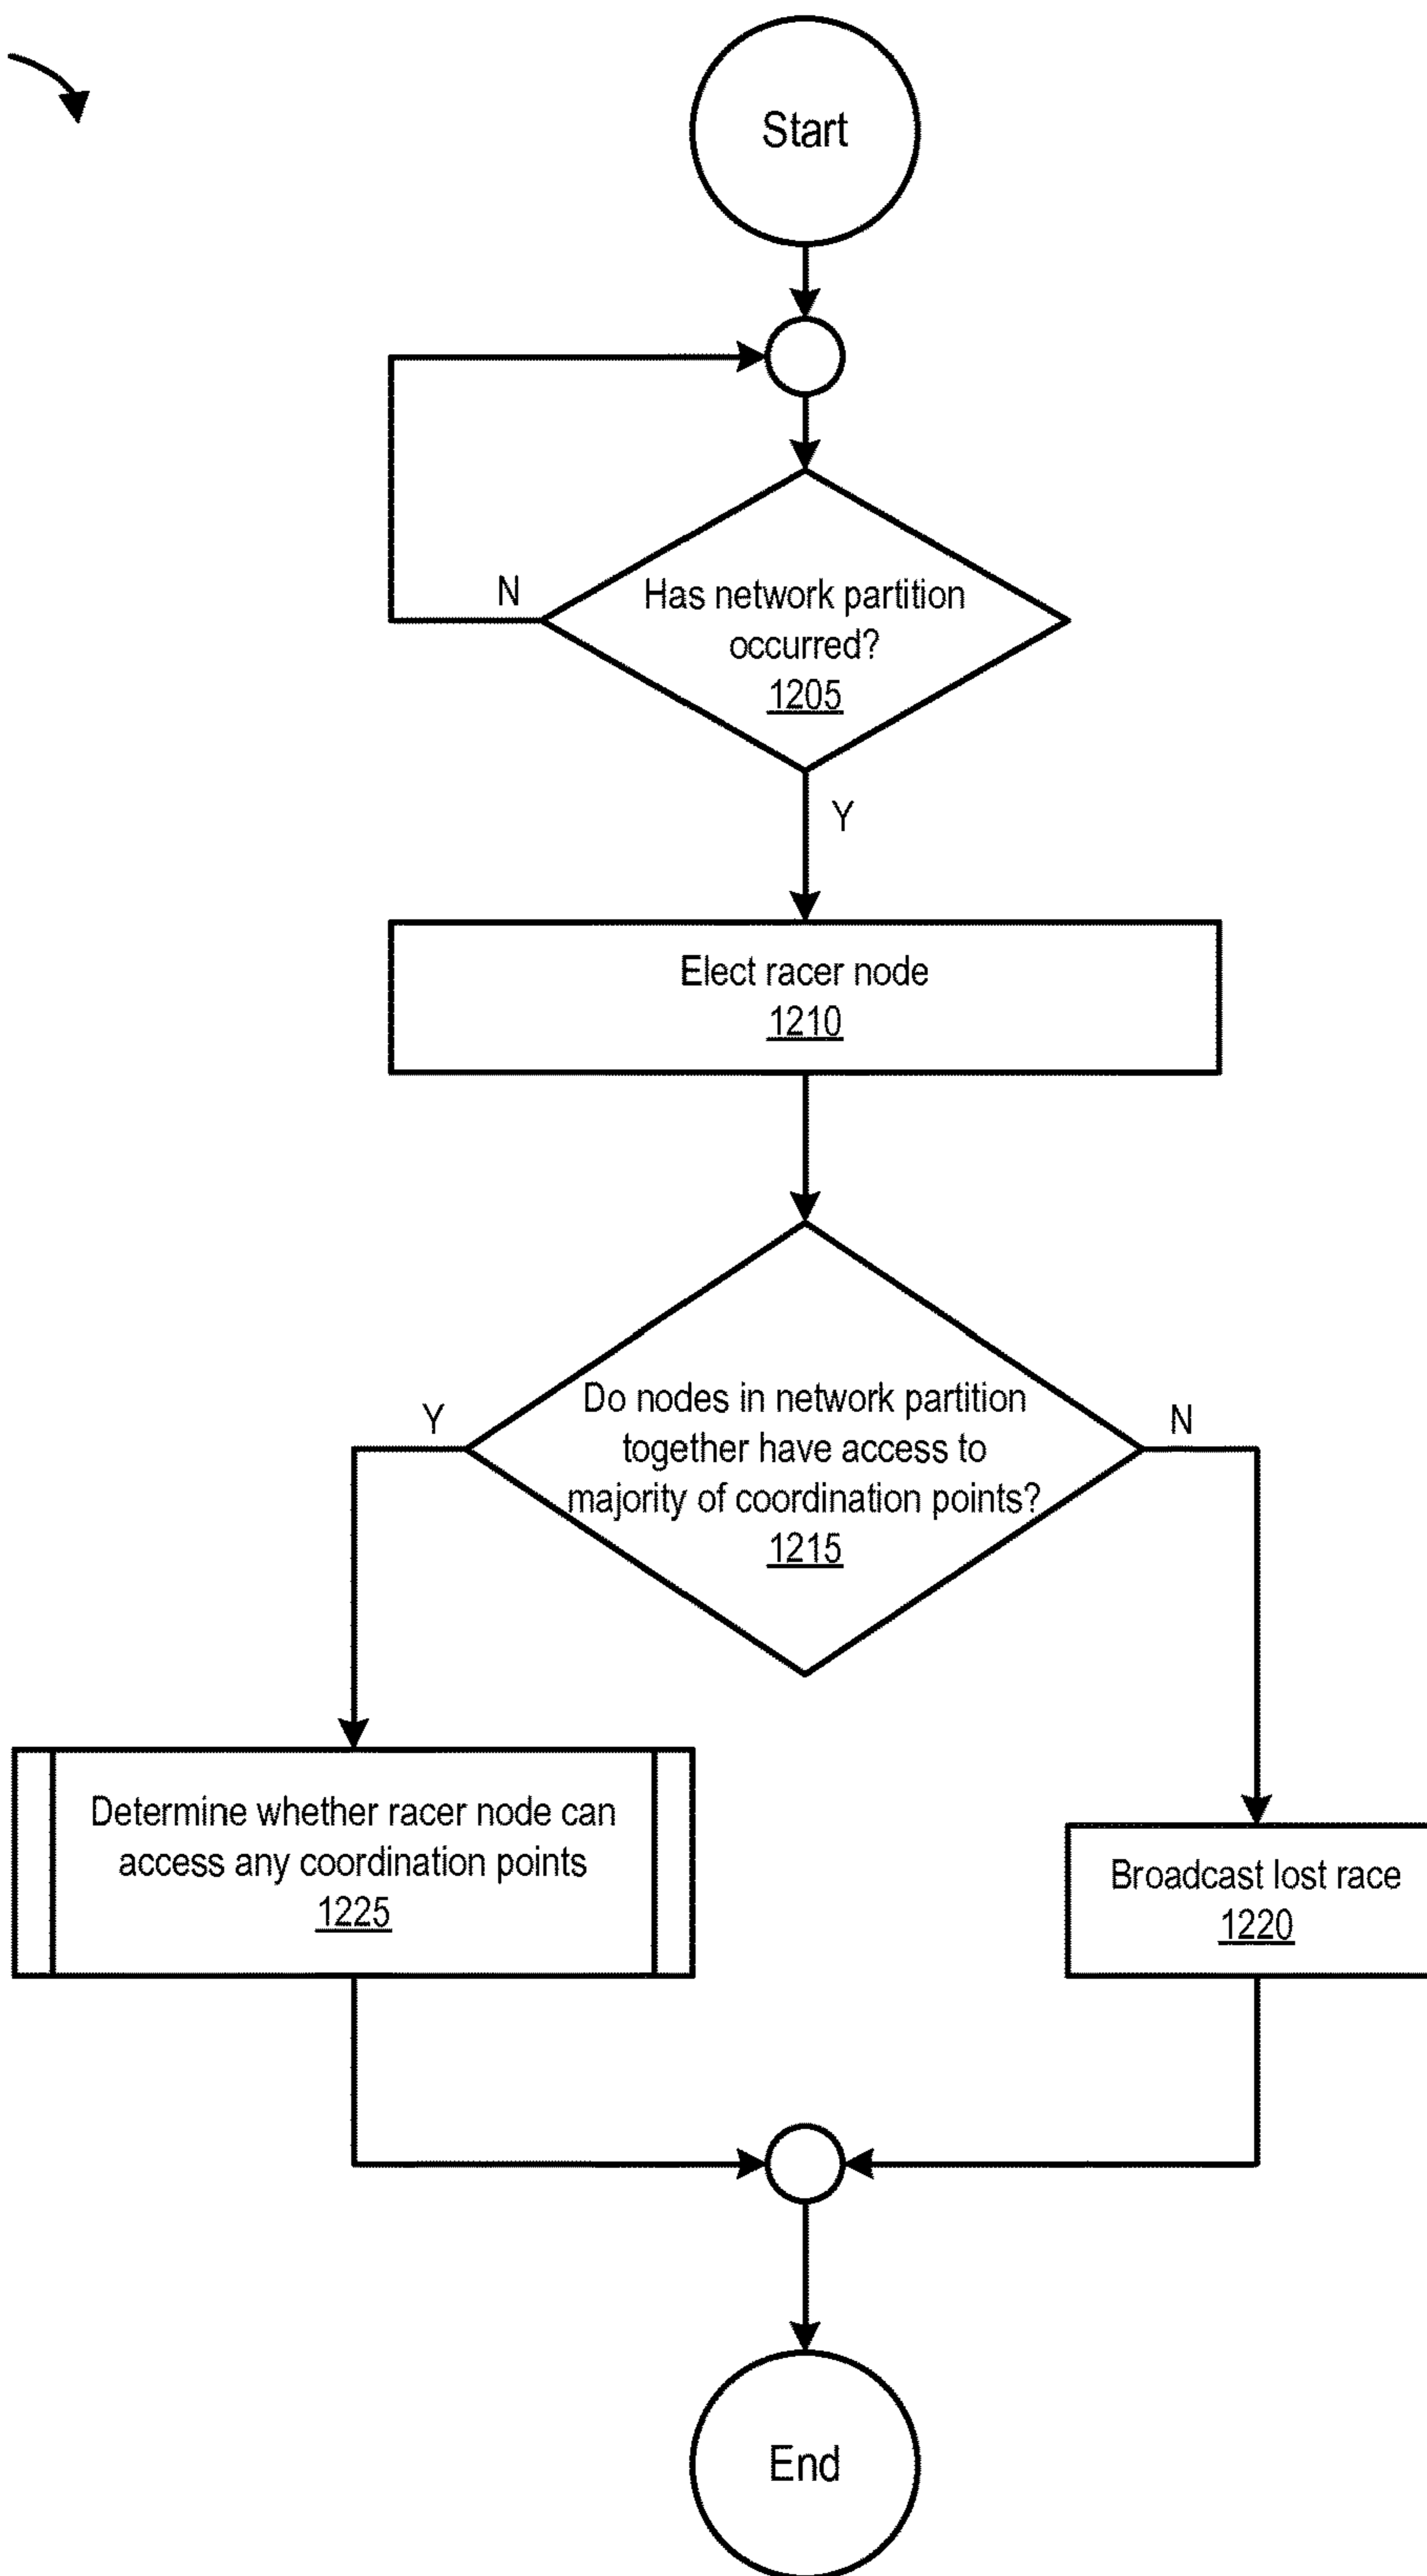 Start
N
Has network partition
occurred?
1205
Y
Elect racer node
1210
Do nodes in network partition
together have access to
majority of coordination points?
1215
Y
N
Determine whether racer node can
access any coordination points
1225
Broadcast lost race
1220
End